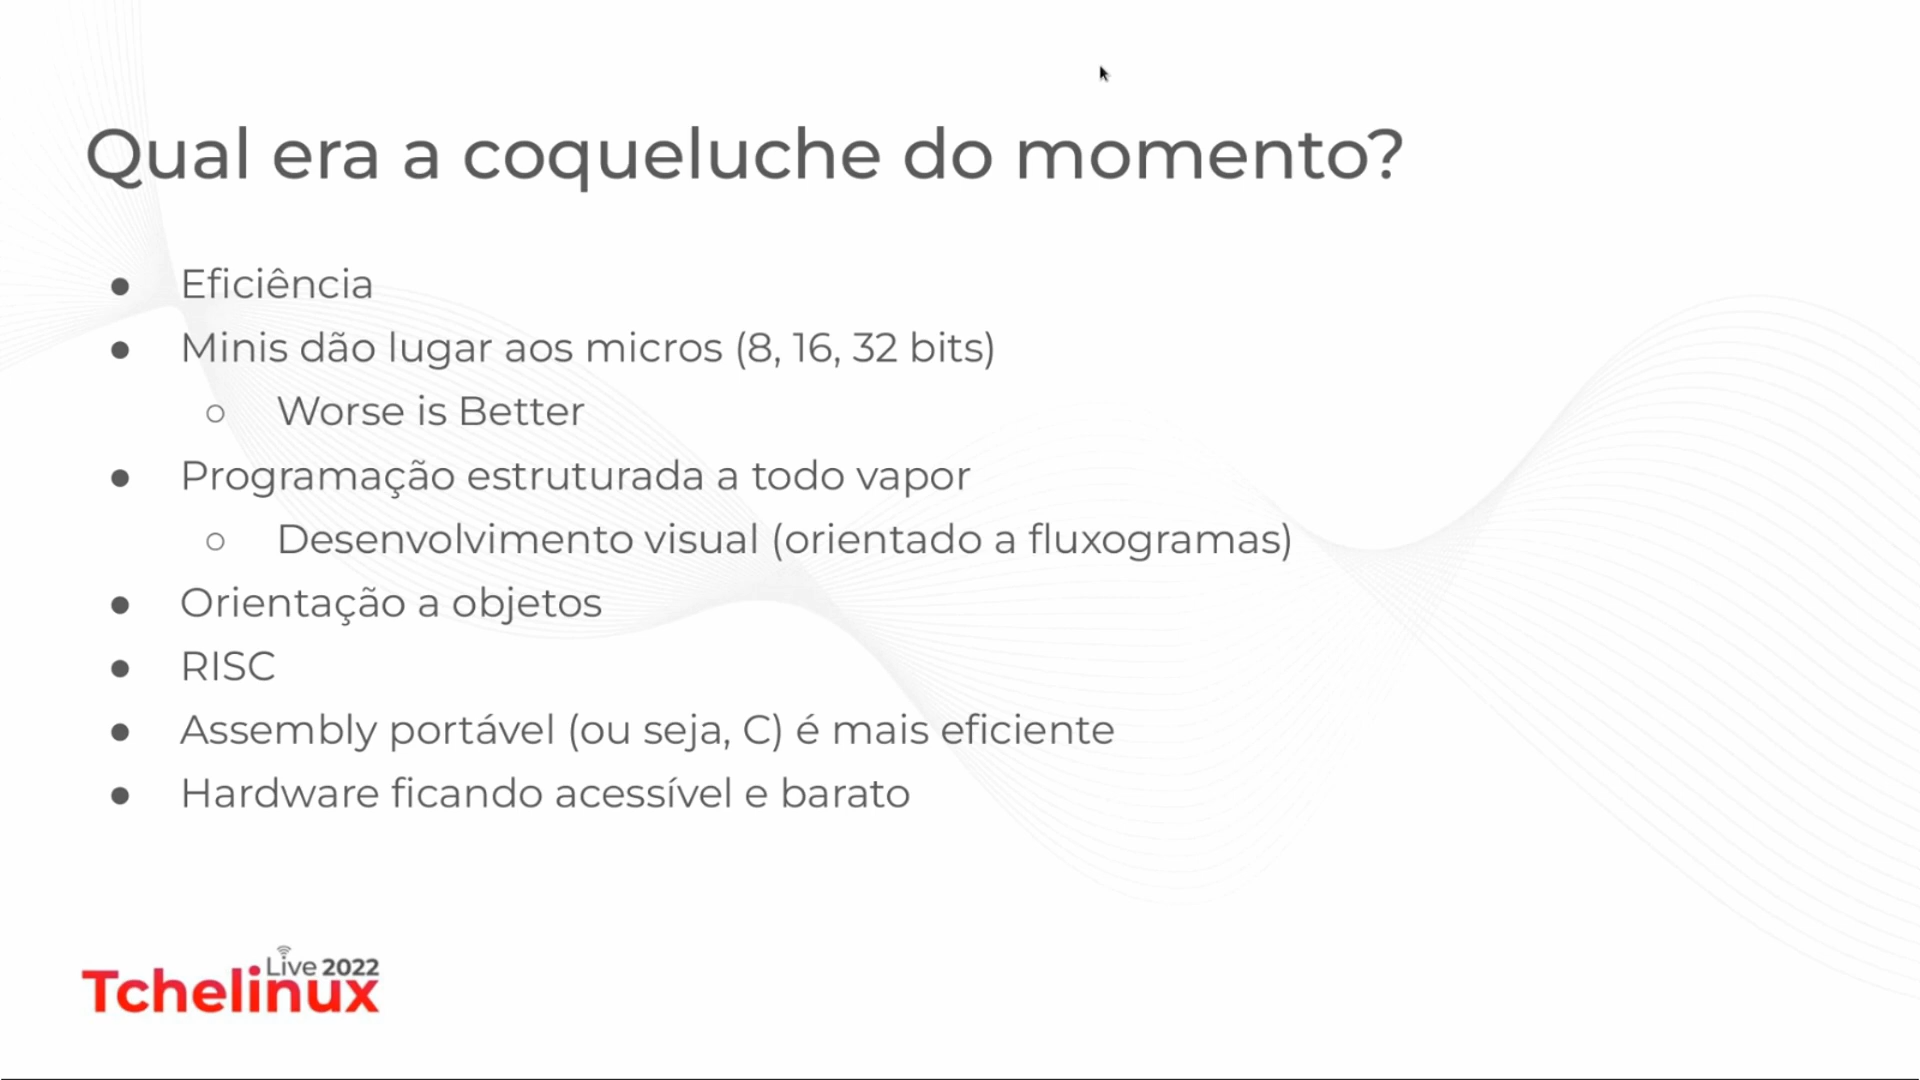 Qual era a coqueluche do momento?
● Eficiência
● Minis dão lugar aos micros (8, 16, 32 bits)
○ Worse is Better
● Programação estruturada a todo vapor
○ Desenvolvimento visual (orientado a fluxogramas)
● Orientação a objetos
● RISC
● Assembly portável (ou seja, C) é mais eficiente
● Hardware ficando acessível e barato
Live 2022
Tchelinux